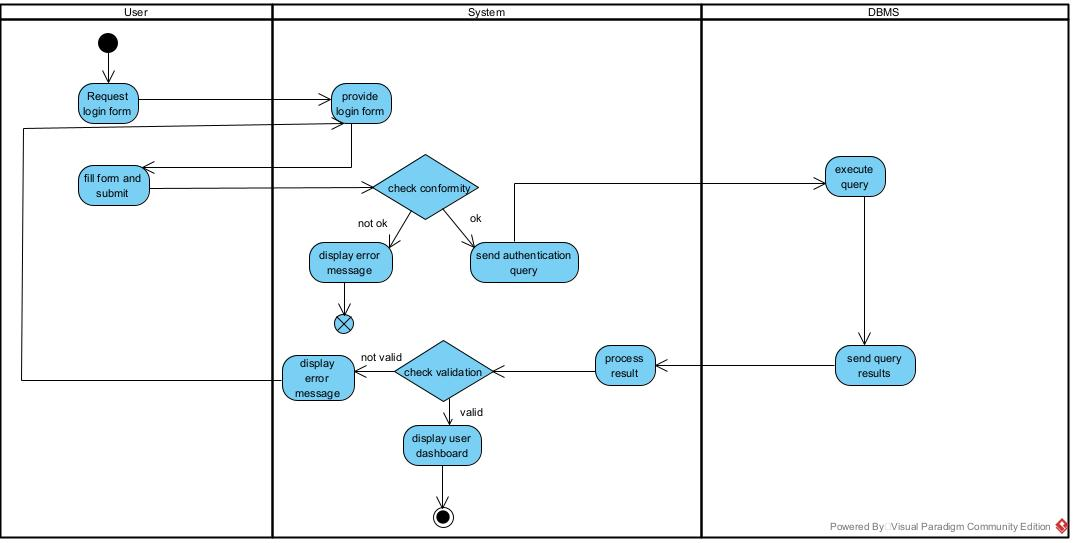 User
System
DBMS
Request
login form
provide
login form
fill form and
submit
check conformity
execute
query
not ok
ok
display error
message
send authentication
query
display
error
message
not valid
check validation
process
result
send query
results
valid
display user
dashboard
Powered By Visual Paradigm Community Edition